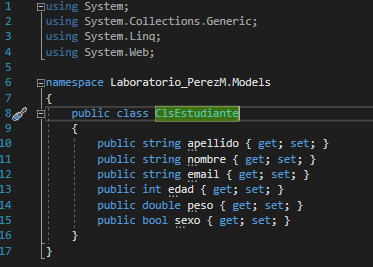 1 using System;
2 using System.Collections.Generic;
3 using System.Linq;
4 using System.Web;
5
6 namespace Laboratorio_PerezM.Models
7 {
8 public class ClsEstudiante
9 {
10 public string apellido { get; set; }
11 public string nombre { get; set; }
12 public string email { get; set; }
13 public int edad { get; set; }
14 public double peso { get; set; }
15 public bool sexo { get; set; }
16 }
17 }